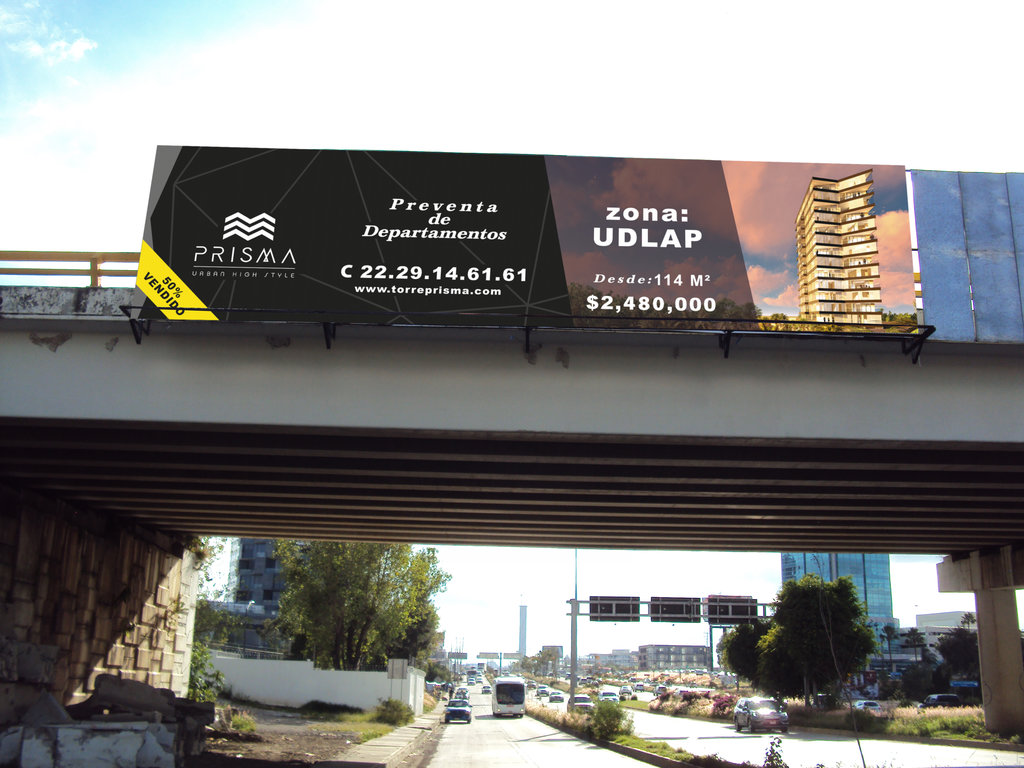 PRISMA
URBAN HIGH STYLE
50%
VENDIDO
Preventa
de
Departamentos
C 22.29.14.61.61
www.torreprisma.com
zona:
UDLAP
Desde:114 M²
$2,480,000